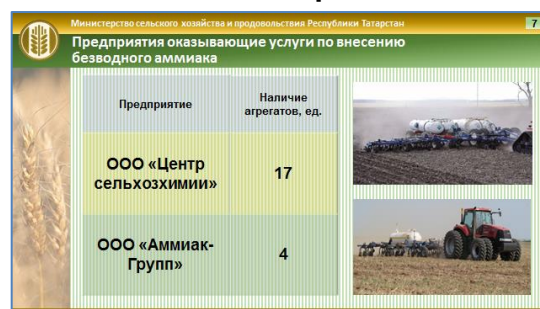 Министерство сельского хозяйства и продовольствия Республики Татарстан
7
Предприятия оказывающие услуги по внесению
безводного аммиака
Предприятие
Наличие
агрегатов, ед.
ООО «Центр
сельхозхимии»
17
ООО «Аммиак-
Групп»
4